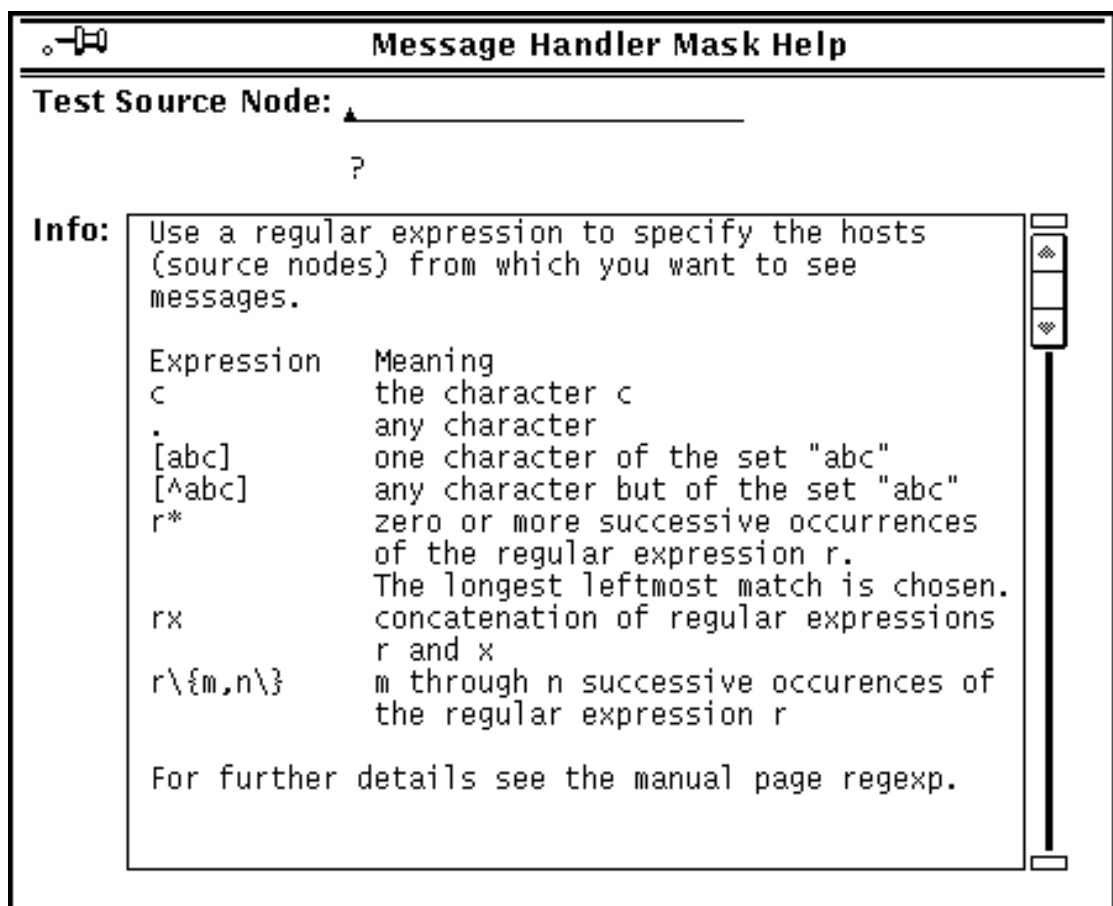 Message Handler Mask Help
Test Source Node:
?
Info:
Use a regular expression to specify the hosts
(source nodes) from which you want to see
messages.
Expression Meaning
c the character c
. any character
[abc] one character of the set "abc"
[^abc] any character but of the set "abc"
r* zero or more successive occurrences
of the regular expression r.
The longest leftmost match is chosen.
rx concatenation of regular expressions
r and x
r\{m,n\} m through n successive occurences of
the regular expression r
For further details see the manual page regexp.